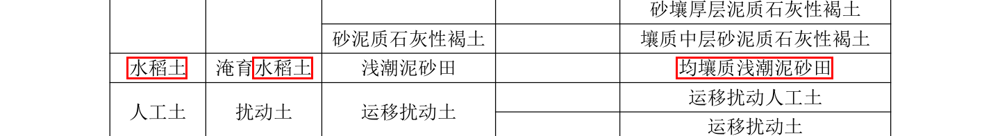 砂壤厚层泥质石灰性褐土
砂泥质石灰性褐土 壤质中层砂泥质石灰性褐土
水稻土 淹育水稻土 浅潮泥砂田 均壤质浅潮泥砂田
运移扰动人工土
人工土 扰动土 运移扰动土
运移扰动土